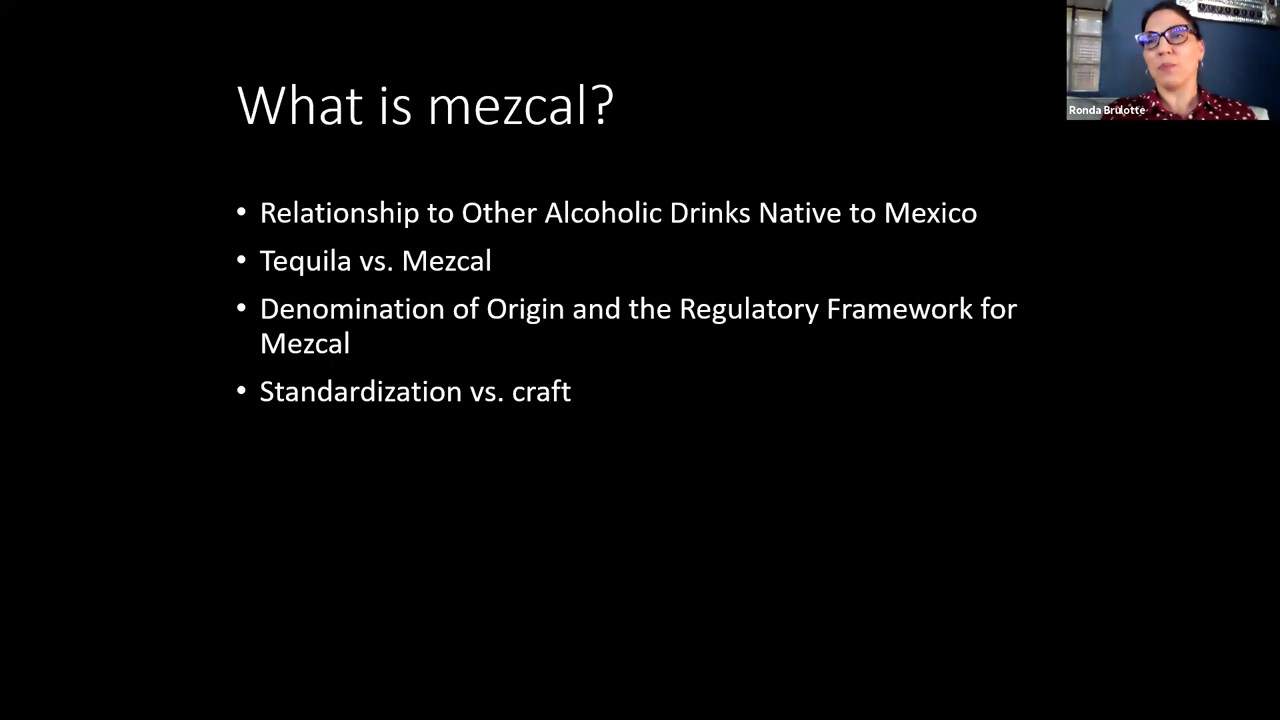 What is mezcal?
Ronda Brulotte
• Relationship to Other Alcoholic Drinks Native to Mexico
• Tequila vs. Mezcal
• Denomination of Origin and the Regulatory Framework for
Mezcal
• Standardization vs. craft